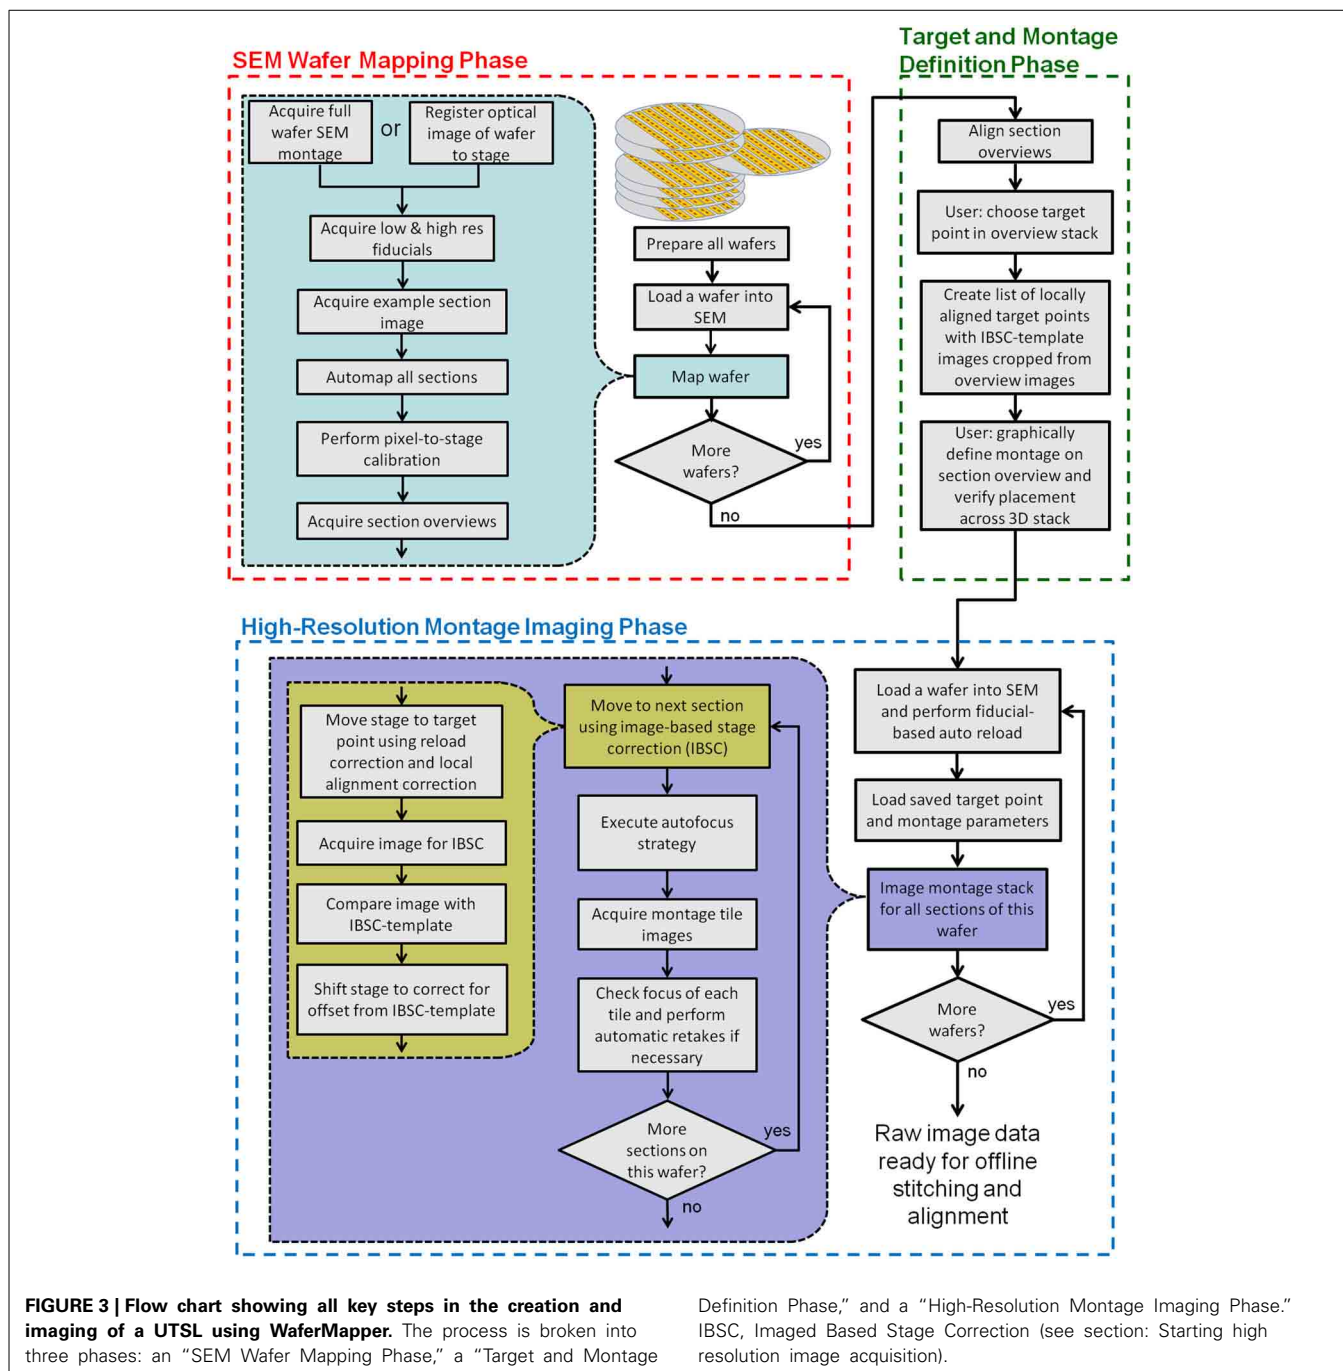 SEM Wafer Mapping Phase
Acquire full
wafer SEM
montage
or
Register optical
image of wafer
to stage
Acquire low & high res
fiducials
Acquire example section
image
Automap all sections
Perform pixel-to-stage
calibration
Acquire section overviews
Prepare all wafers
Load a wafer into
SEM
Map wafer
More
wafers?
yes
no
Target and Montage
Definition Phase
Align section
overviews
User: choose target
point in overview stack
Create list of locally
aligned target points
with IBSC-template
images cropped from
overview images
User: graphically
define montage on
section overview and
verify placement
across 3D stack
High-Resolution Montage Imaging Phase
Load a wafer into SEM
and perform fiducial-
based auto reload
Load saved target point
and montage parameters
Image montage stack
for all sections of this
wafer
More
wafers?
yes
no
Raw image data
ready for offline
stitching and
alignment
Move to next section
using image-based stage
correction (IBSC)
Execute autofocus
strategy
Acquire montage tile
images
Check focus of each
tile and perform
automatic retakes if
necessary
More
sections on
this wafer?
yes
no
Move stage to target
point using reload
correction and local
alignment correction
Acquire image for IBSC
Compare image with
IBSC-template
Shift stage to correct for
offset from IBSC-template
FIGURE 3 | Flow chart showing all key steps in the creation and
imaging of a UTSL using WaferMapper. The process is broken into
three phases: an “SEM Wafer Mapping Phase,” a “Target and Montage
Definition Phase,” and a “High-Resolution Montage Imaging Phase.”
IBSC, Imaged Based Stage Correction (see section: Starting high
resolution image acquisition).